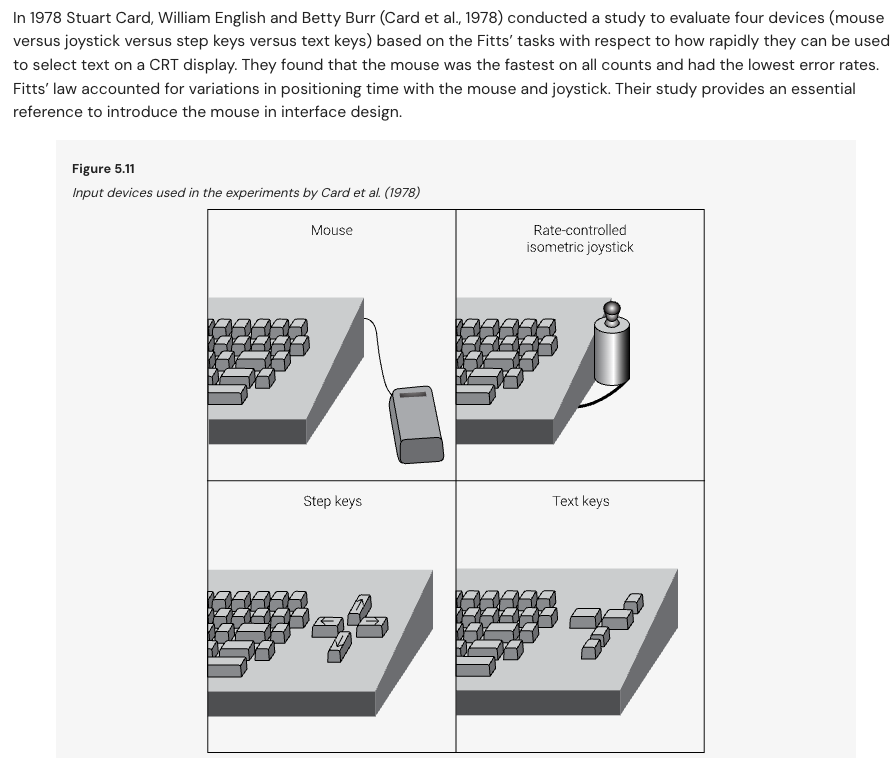 In 1978 Stuart Card, William English and Betty Burr (Card et al., 1978) conducted a study to evaluate four devices (mouse
versus joystick versus step keys versus text keys) based on the Fitts’ tasks with respect to how rapidly they can be used
to select text on a CRT display. They found that the mouse was the fastest on all counts and had the lowest error rates.
Fitts’ law accounted for variations in positioning time with the mouse and joystick. Their study provides an essential
reference to introduce the mouse in interface design.
Figure 5.11
Input devices used in the experiments by Card et al. (1978)
Mouse
Rate-controlled
isometric joystick
Step keys
Text keys